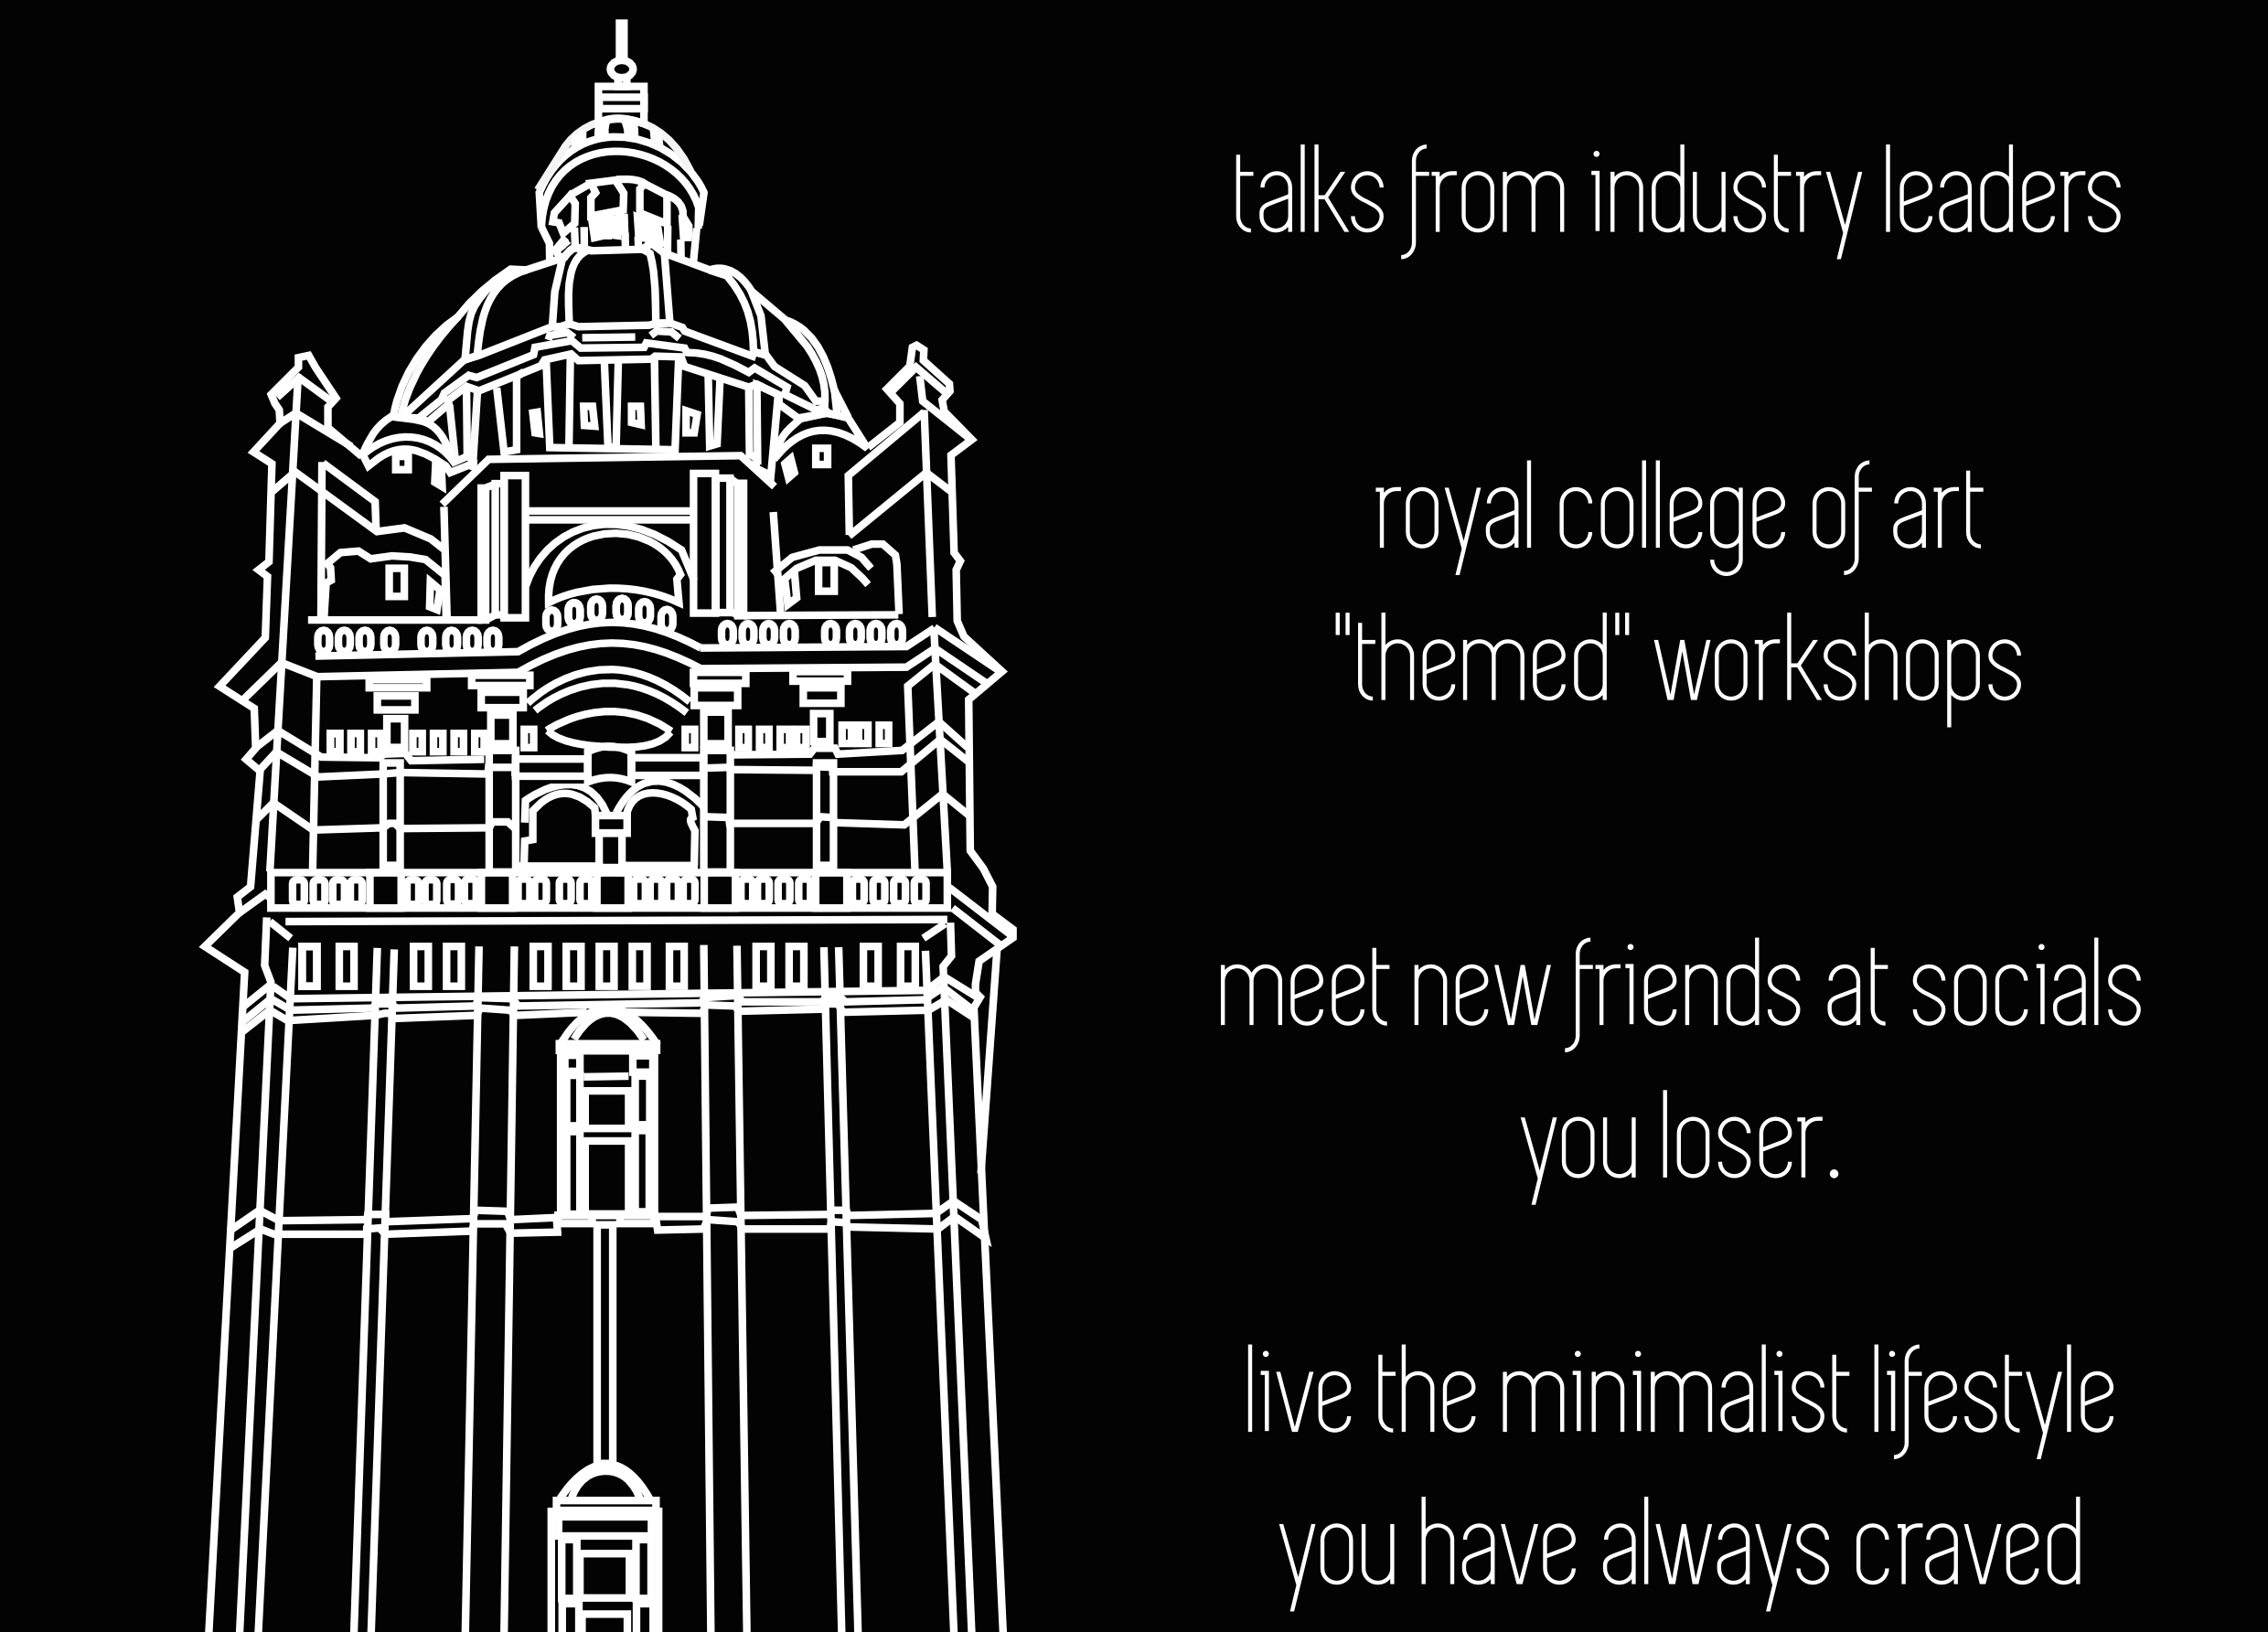 talks from industry leaders
royal college of art
"themed" workshops
meet new friends at socials
you loser.
live the minimalist lifestyle
you have always craved